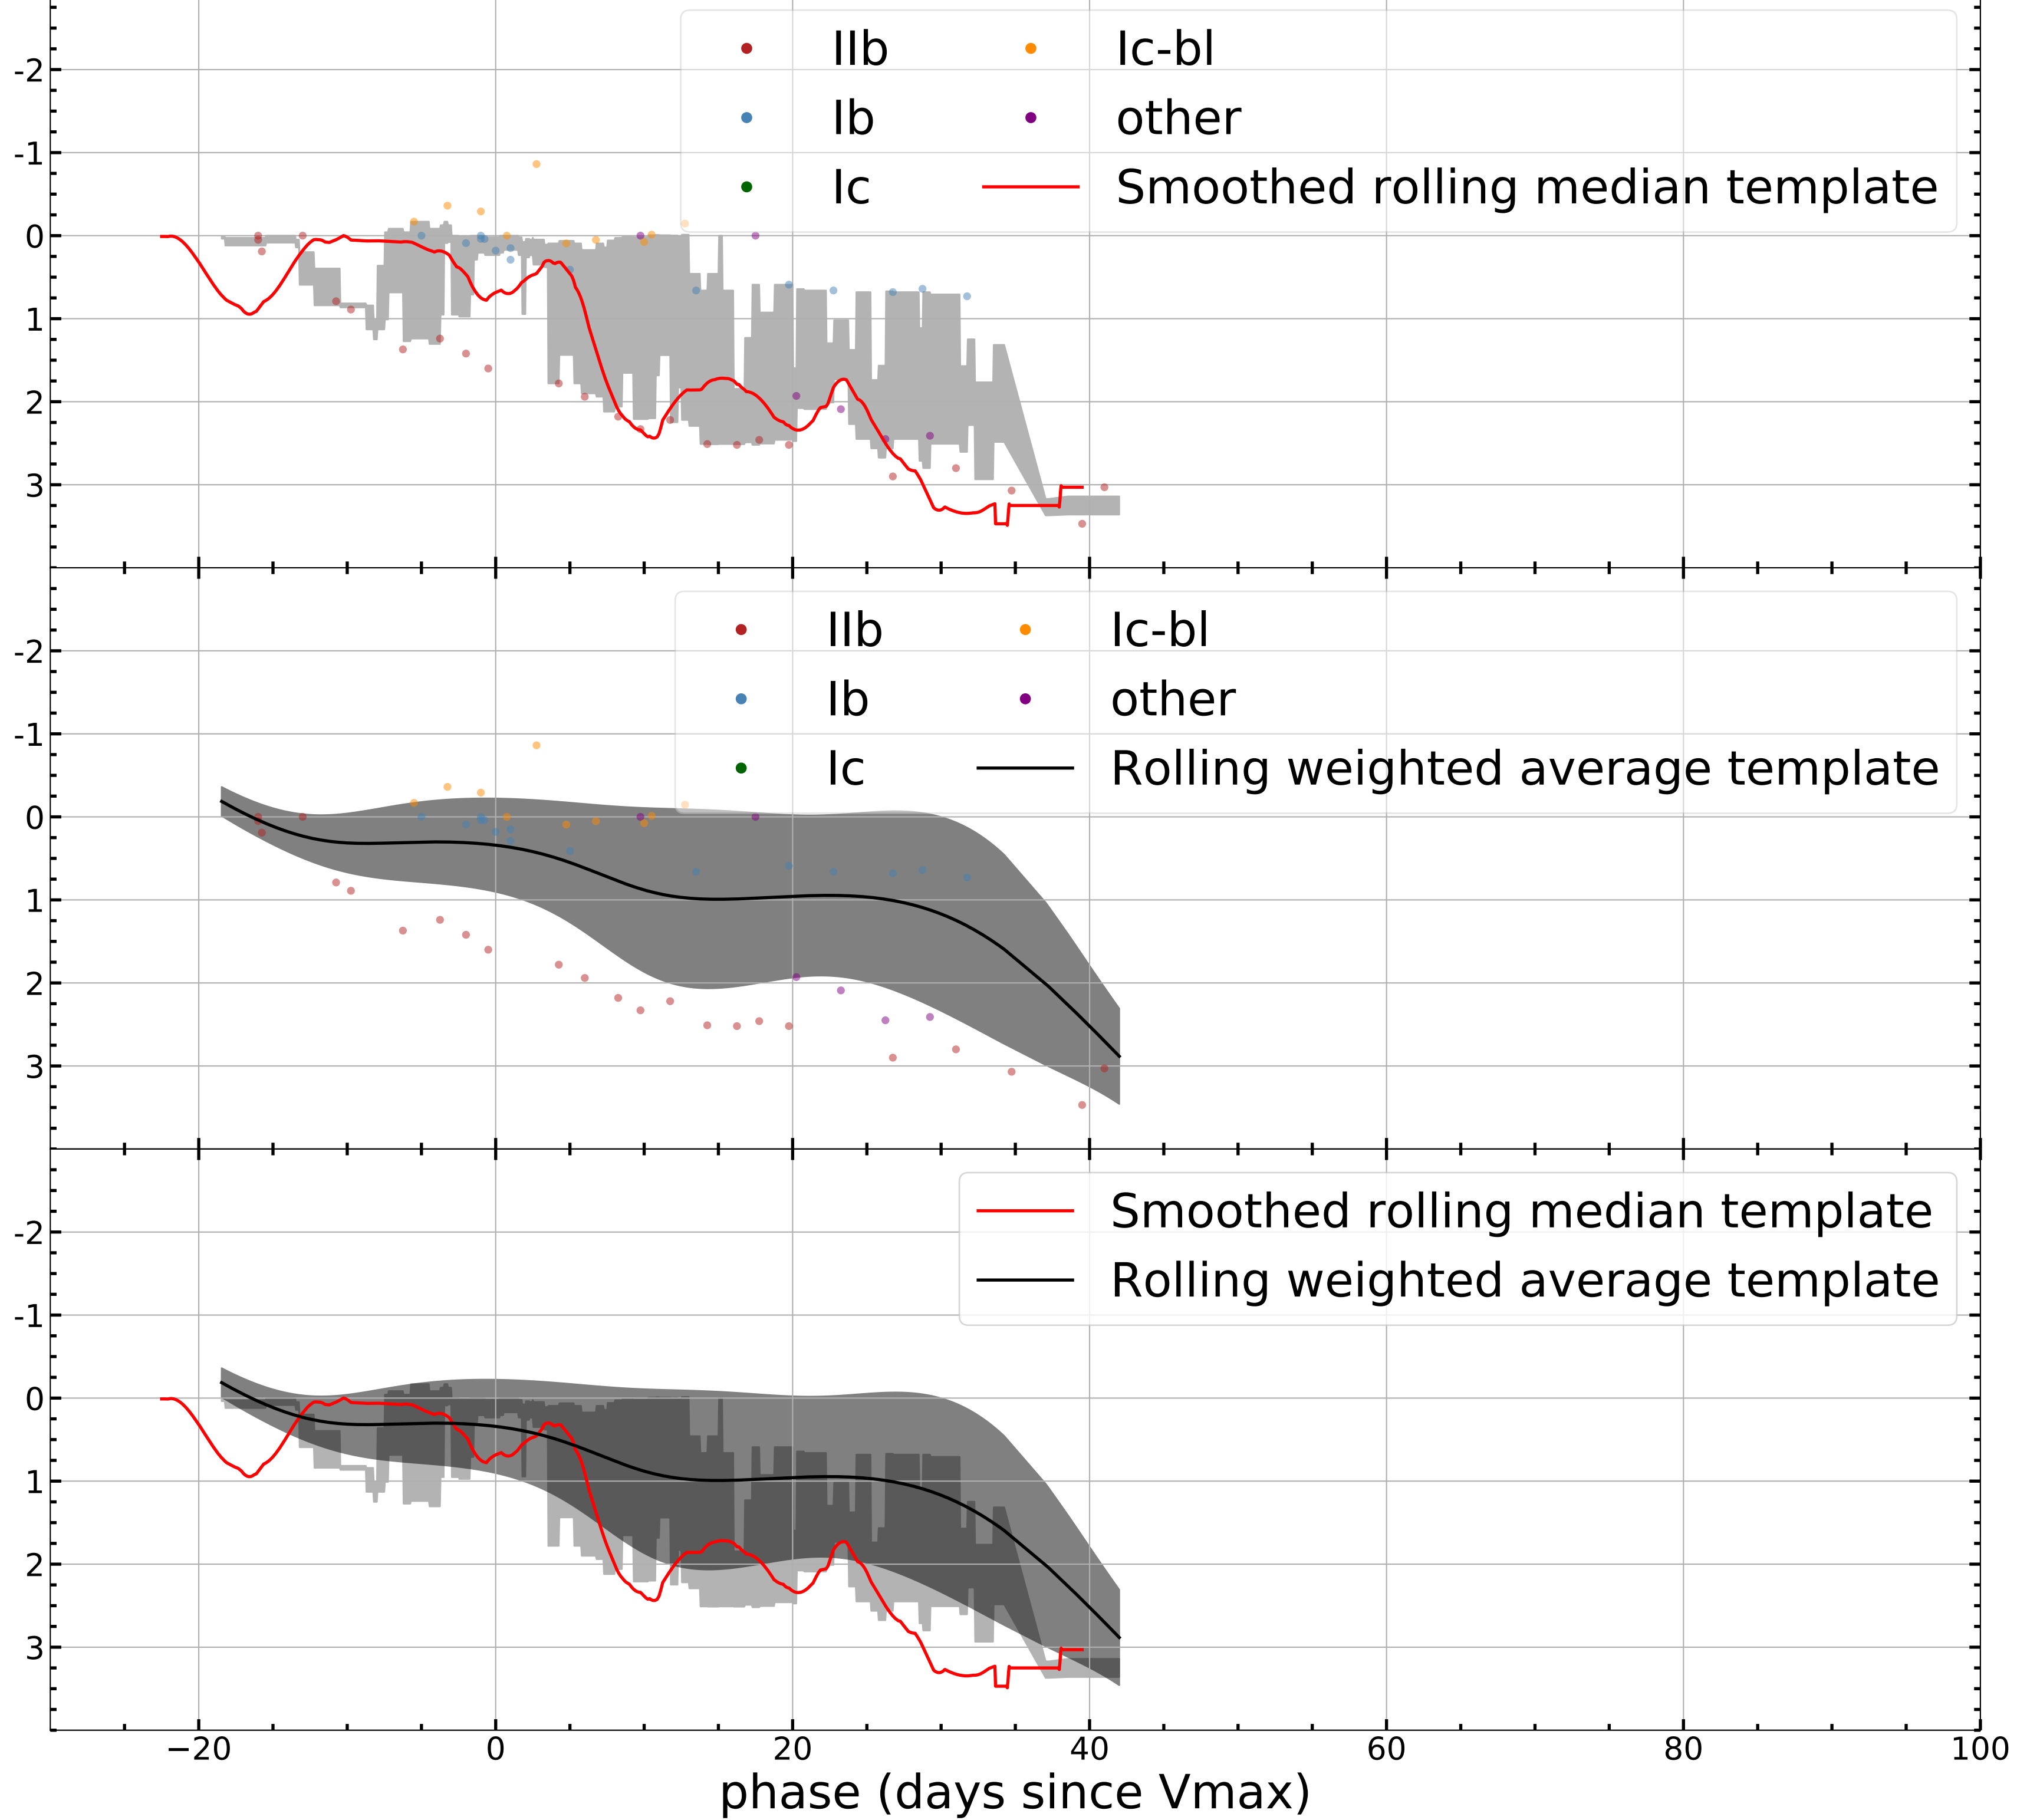 IIb Ic-bl
-2
Ib other
-1
Ic Smoothed rolling median template
0
1
2
3
IIb Ic-bl
-2
Ib other
-1
Ic Rolling weighted average template
0
1
2
3
Smoothed rolling median template
-2
Rolling weighted average template
-1
0
1
2
3
−20 0 20 40 60 80 100
phase (days since Vmax)